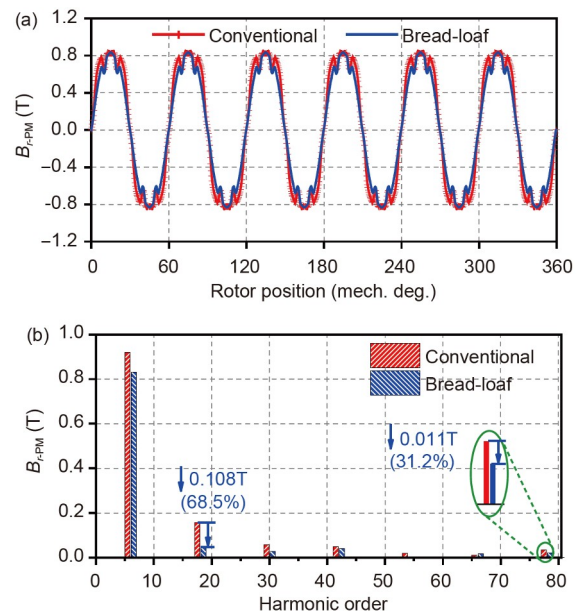 (a)
Conventional Bread-loaf
1.2
0.8
0.4
0.0
−0.4
−0.8
−1.2
B r-PM (T)
0 60 120 180 240 300 360
Rotor position (mech. deg.)
(b)
Conventional
Bread-loaf
1.0
0.8
0.6
0.4
0.2
0.0
B r-PM (T)
0.011T
(31.2%)
0.108T
(68.5%)
0 10 20 30 40 50 60 70 80
Harmonic order